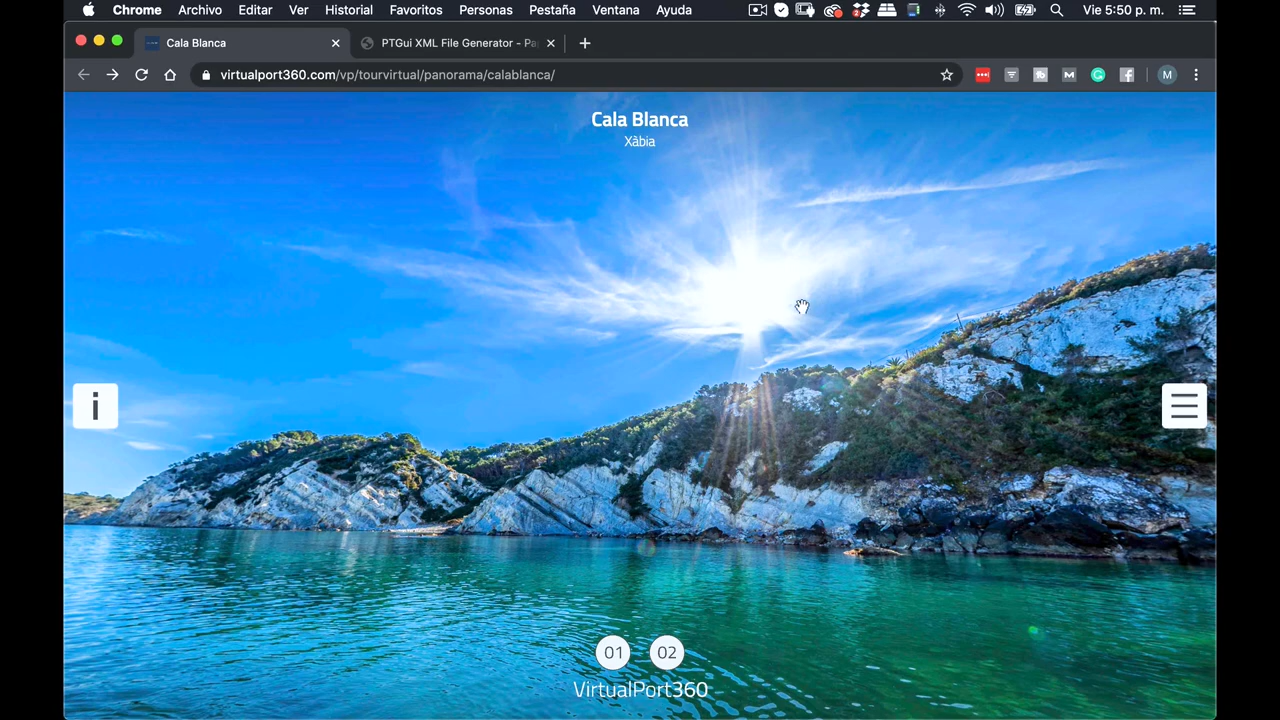 Chrome Archivo Editar Ver Historial Favoritos Personas Pestaña Ventana Ayuda Vie 5:50 p. m.
Cala Blanca PTGui XML File Generator - Pa
virtualport360.com/vp/tourvirtual/panorama/calablanca/ M
Cala Blanca
Xàbia
i
01 02
VirtualPort360